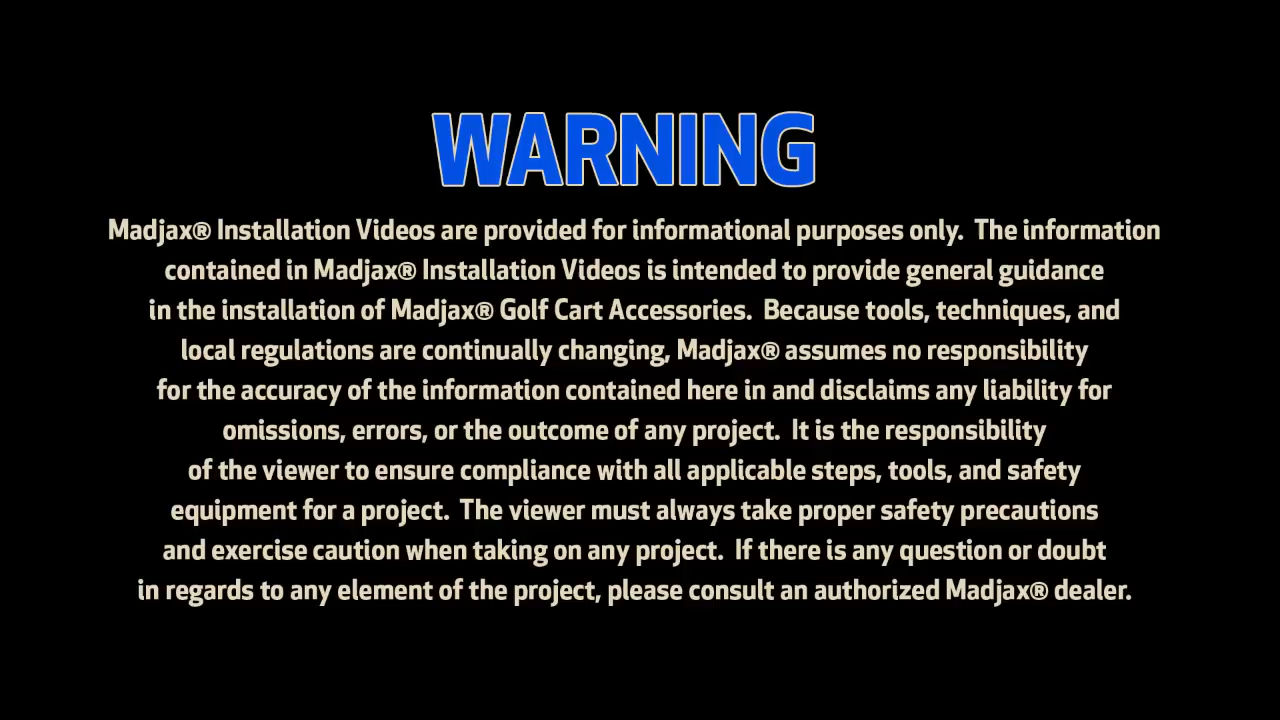 WARNING
Madjax® Installation Videos are provided for informational purposes only.  The information
contained in Madjax® Installation Videos is intended to provide general guidance
in the installation of Madjax® Golf Cart Accessories.  Because tools, techniques, and
local regulations are continually changing, Madjax® assumes no responsibility
for the accuracy of the information contained here in and disclaims any liability for
omissions, errors, or the outcome of any project.  It is the responsibility
of the viewer to ensure compliance with all applicable steps, tools, and safety
equipment for a project.  The viewer must always take proper safety precautions
and exercise caution when taking on any project.  If there is any question or doubt
in regards to any element of the project, please consult an authorized Madjax® dealer.